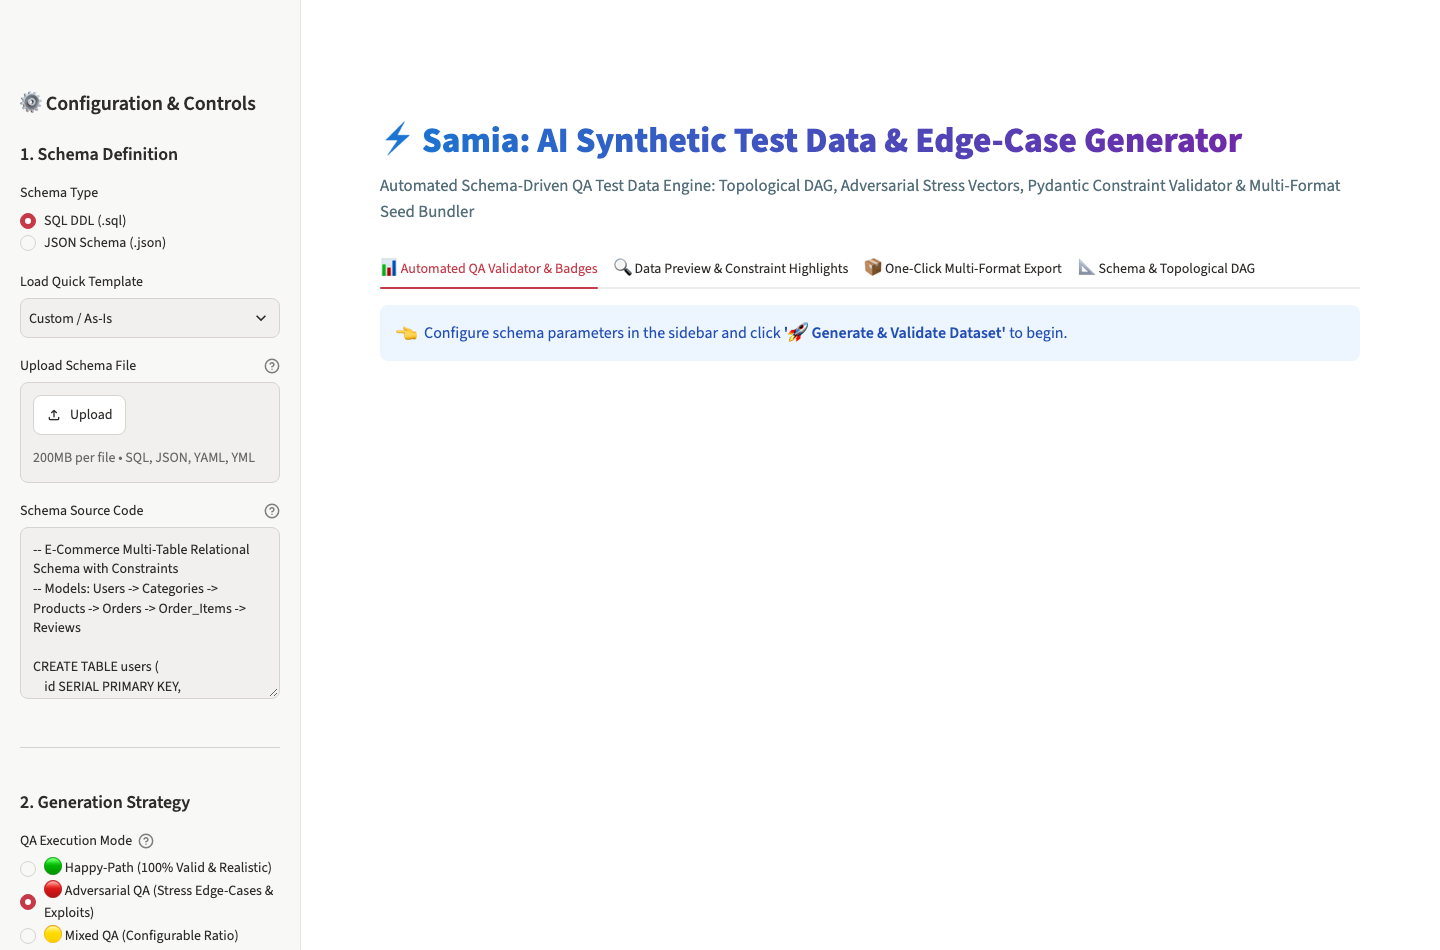 ⚙️ Configuration & Controls
1. Schema Definition
Schema Type
SQL DDL (.sql)
JSON Schema (.json)
Load Quick Template
Custom / As-Is
Upload Schema File
Upload
200MB per file • SQL, JSON, YAML, YML
Schema Source Code
-- E-Commerce Multi-Table Relational
Schema with Constraints
-- Models: Users -> Categories ->
Products -> Orders -> Order_Items ->
Reviews
CREATE TABLE users (
id SERIAL PRIMARY KEY,
2. Generation Strategy
QA Execution Mode
🟢 Happy-Path (100% Valid & Realistic)
🔴 Adversarial QA (Stress Edge-Cases &
Exploits)
🟡 Mixed QA (Configurable Ratio)
⚡ Samia: AI Synthetic Test Data & Edge-Case Generator
Automated Schema-Driven QA Test Data Engine: Topological DAG, Adversarial Stress Vectors, Pydantic Constraint Validator & Multi-Format
Seed Bundler
📊 Automated QA Validator & Badges
🔍 Data Preview & Constraint Highlights
📦 One-Click Multi-Format Export
📐 Schema & Topological DAG
👈 Configure schema parameters in the sidebar and click '🚀 Generate & Validate Dataset' to begin.